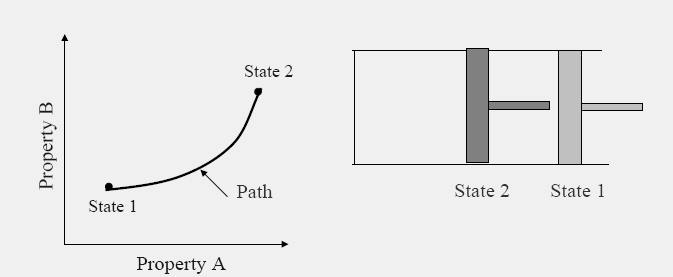 State 2
Property B
Path
State 1
Property A
State 2
State 1